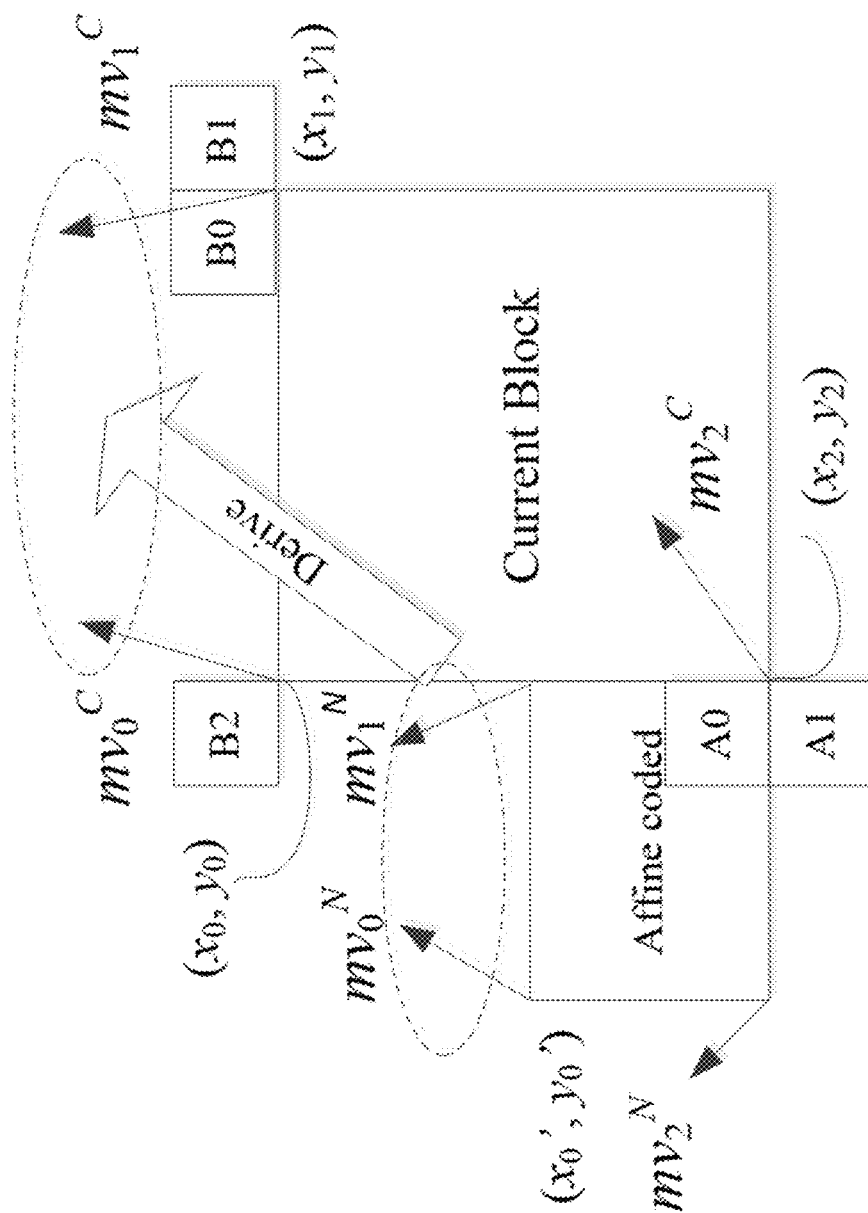 mv₀ᶜ
mv₁ᶜ
(x₀, y₀)
B2
B0
B1
(x₁, y₁)
Derive
mv₀ᴺ
mv₁ᴺ
Current Block
(x₀', y₀')
Affine coded
mv₂ᴺ
A0
mv₂ᶜ
A1
(x₂, y₂)